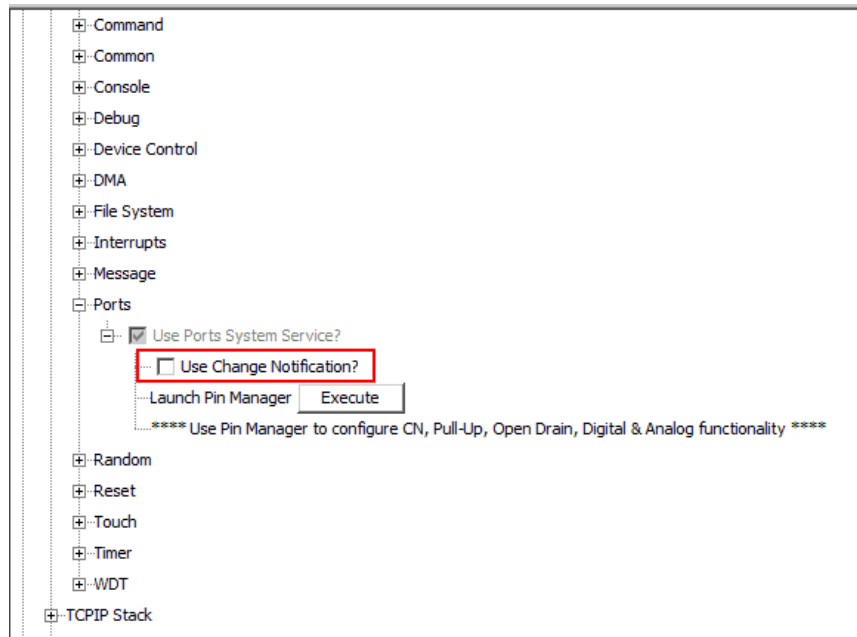 Command
Common
Console
Debug
Device Control
DMA
File System
Interrupts
Message
Ports
Use Ports System Service?
Use Change Notification?
Launch Pin Manager Execute
**** Use Pin Manager to configure CN, Pull-Up, Open Drain, Digital & Analog functionality ****
Random
Reset
Touch
Timer
WDT
TCPIP Stack